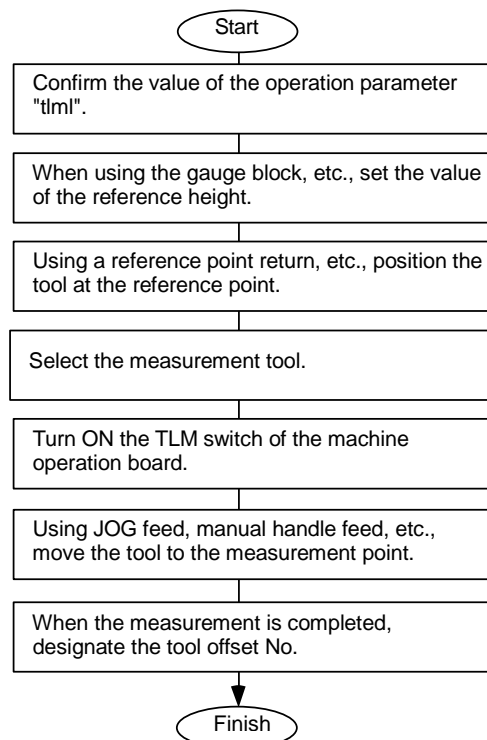 Start
Confirm the value of the operation parameter
"tlml".
When using the gauge block, etc., set the value
of the reference height.
Using a reference point return, etc., position the
tool at the reference point.
Select the measurement tool.
Turn ON the TLM switch of the machine
operation board.
Using JOG feed, manual handle feed, etc.,
move the tool to the measurement point.
When the measurement is completed,
designate the tool offset No.
Finish